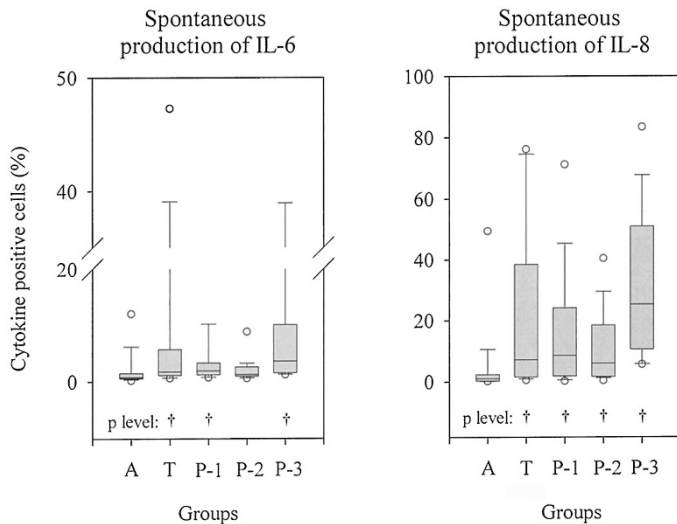 Spontaneous
production of IL-6
Spontaneous
production of IL-8
Cytokine positive cells (%)
50
40
20
0
p level: † † †
A T P-1 P-2 P-3
Groups
100
80
60
40
20
0
p level: † † † †
A T P-1 P-2 P-3
Groups